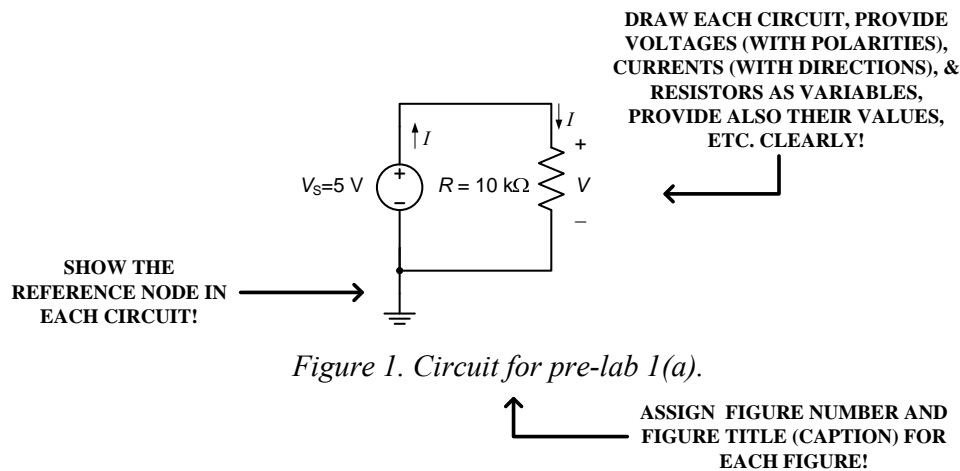 DRAW EACH CIRCUIT, PROVIDE
VOLTAGES (WITH POLARITIES),
CURRENTS (WITH DIRECTIONS), &
RESISTORS AS VARIABLES,
PROVIDE ALSO THEIR VALUES,
ETC. CLEARLY!
I
I
+
VS=5 V
+
–
R = 10 kΩ
V
–
SHOW THE
REFERENCE NODE IN
EACH CIRCUIT!
Figure 1. Circuit for pre-lab 1(a).
ASSIGN FIGURE NUMBER AND
FIGURE TITLE (CAPTION) FOR
EACH FIGURE!